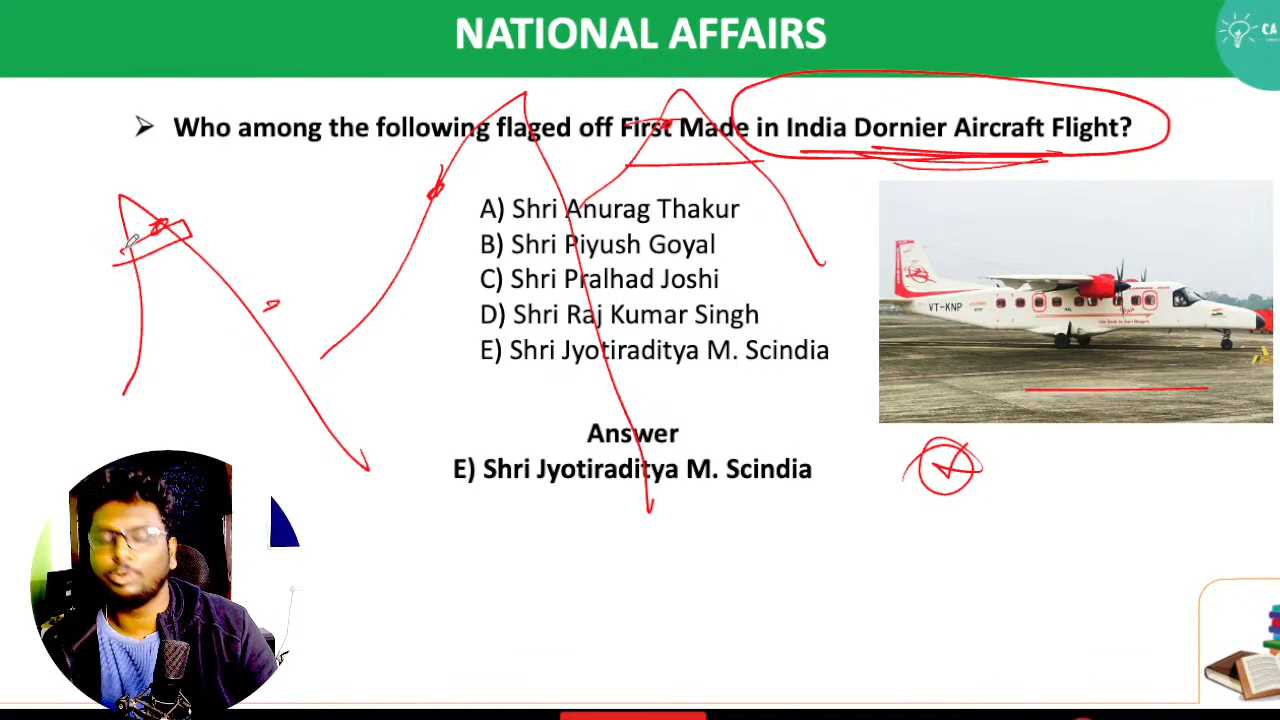 NATIONAL AFFAIRS
CA
➢ Who among the following flaged off First Made in India Dornier Aircraft Flight?
A) Shri Anurag Thakur
B) Shri Piyush Goyal
C) Shri Pralhad Joshi
D) Shri Raj Kumar Singh
E) Shri Jyotiraditya M. Scindia
VT-KNP
Answer
E) Shri Jyotiraditya M. Scindia